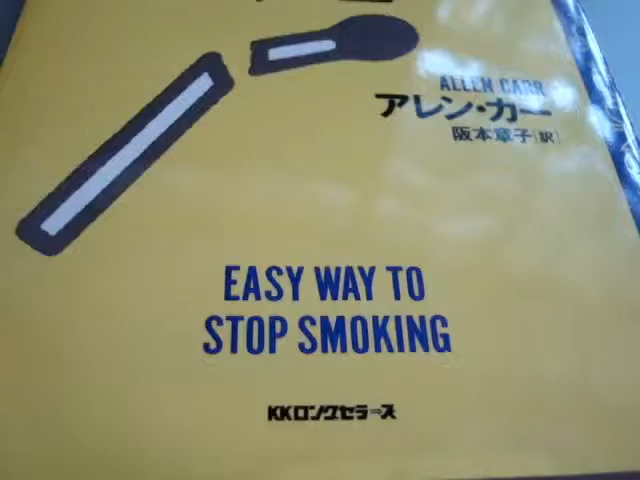 ALLEN CARR
アレン・カー
阪本章子[訳]
EASY WAY TO
STOP SMOKING
KKロングセラーズ